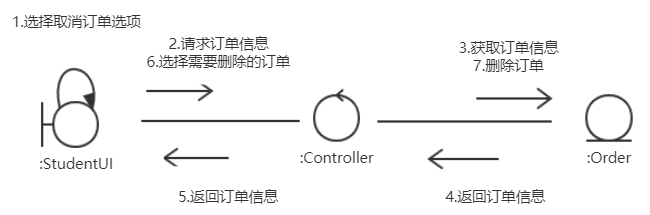 1.选择取消订单选项
2.请求订单信息
6.选择需要删除的订单
3.获取订单信息
7.删除订单
:StudentUI
:Controller
:Order
5.返回订单信息
4.返回订单信息